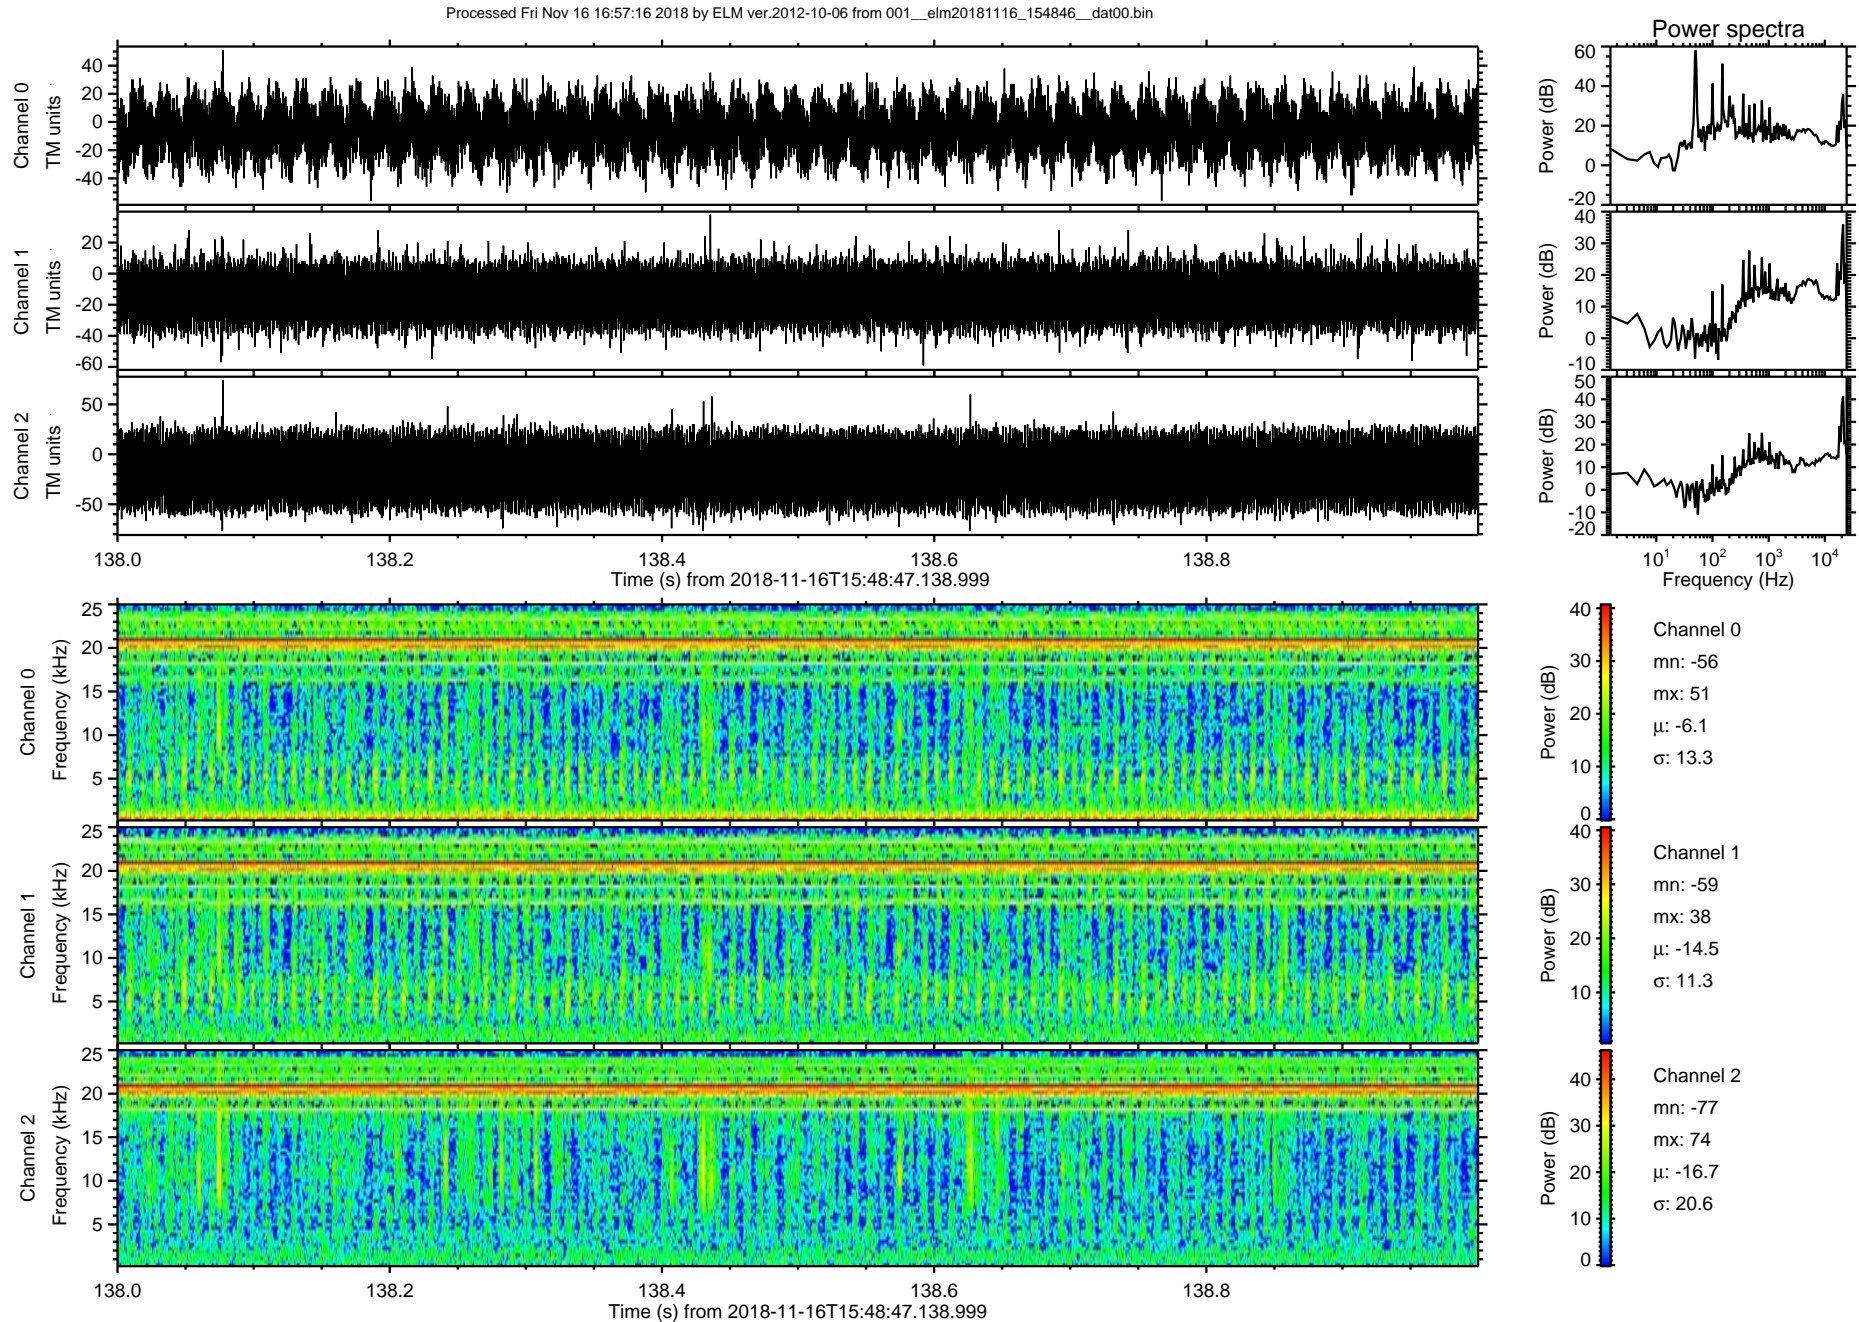 Processed Fri Nov 16 16:57:16 2018 by ELM ver.2012-10-06 from 001__elm20181116_154846__dat00.bin
Power spectra
Channel 0
TM units
40
20
0
-20
-40
Power (dB)
60
40
20
0
-20
Channel 1
TM units
20
0
-20
-40
-60
Power (dB)
40
30
20
10
0
-10
Channel 2
TM units
50
0
-50
Power (dB)
50
40
30
20
10
0
-10
-20
138.0 138.2 138.4 138.6 138.8
Time (s) from 2018-11-16T15:48:47.138.999
10¹ 10² 10³ 10⁴
Frequency (Hz)
Channel 0
Frequency (kHz)
25
20
15
10
5
Power (dB)
40
30
20
10
0
Channel 0
mn: -56
mx: 51
μ: -6.1
σ: 13.3
Channel 1
Frequency (kHz)
25
20
15
10
5
Power (dB)
40
30
20
10
Channel 1
mn: -59
mx: 38
μ: -14.5
σ: 11.3
Channel 2
Frequency (kHz)
25
20
15
10
5
Power (dB)
40
30
20
10
0
Channel 2
mn: -77
mx: 74
μ: -16.7
σ: 20.6
138.0 138.2 138.4 138.6 138.8
Time (s) from 2018-11-16T15:48:47.138.999